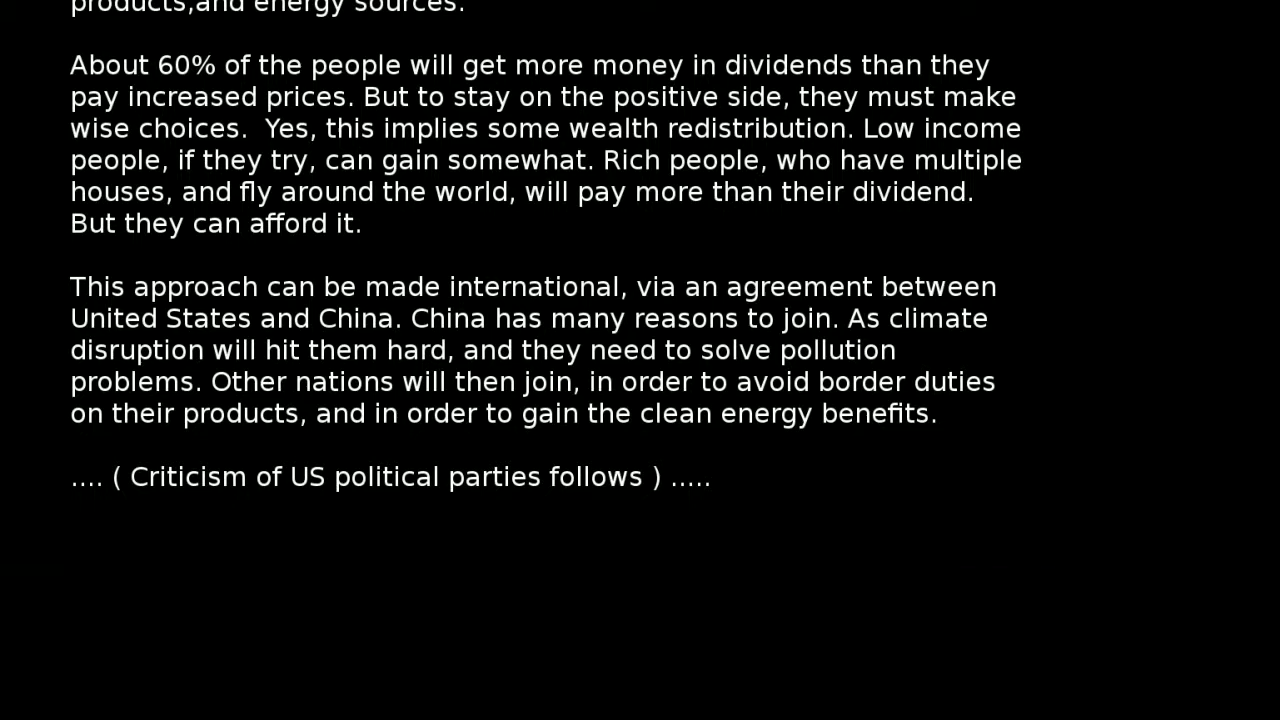 products,and energy sources.
About 60% of the people will get more money in dividends than they
pay increased prices. But to stay on the positive side, they must make
wise choices.  Yes, this implies some wealth redistribution. Low income
people, if they try, can gain somewhat. Rich people, who have multiple
houses, and fly around the world, will pay more than their dividend.
But they can afford it.
This approach can be made international, via an agreement between
United States and China. China has many reasons to join. As climate
disruption will hit them hard, and they need to solve pollution
problems. Other nations will then join, in order to avoid border duties
on their products, and in order to gain the clean energy benefits.
.... ( Criticism of US political parties follows ) .....